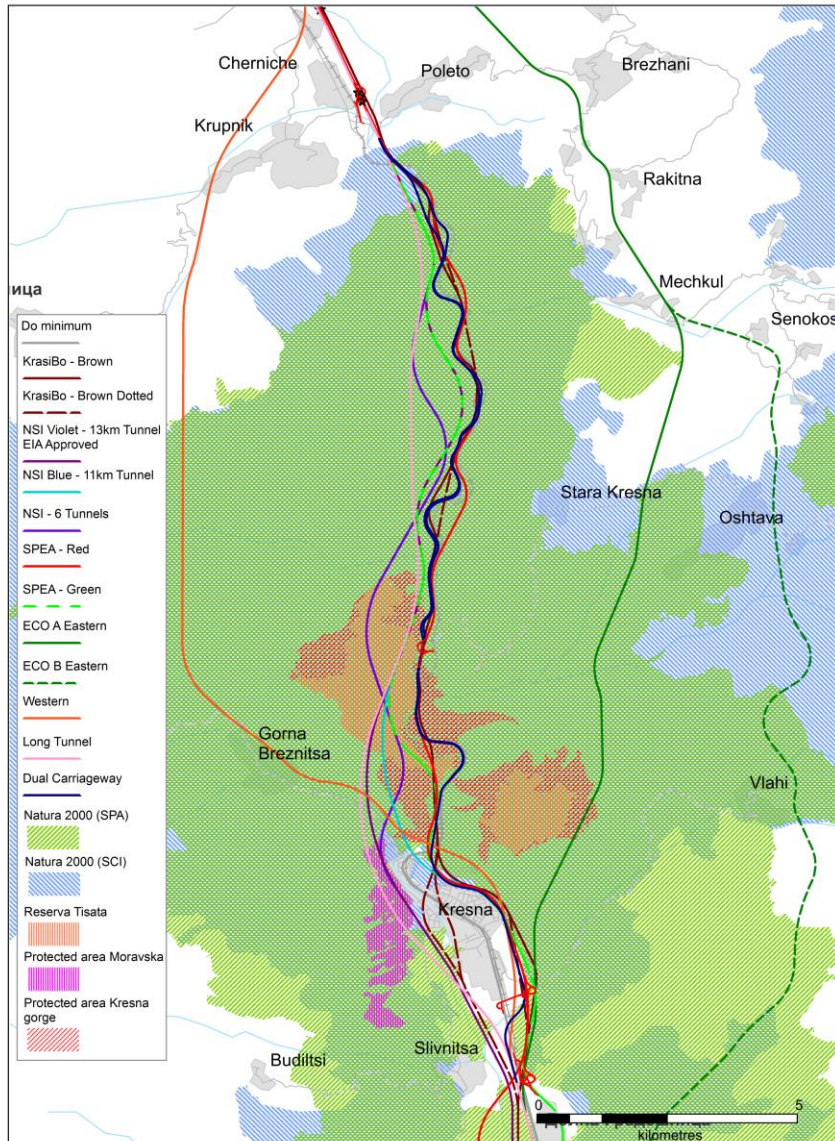 Cherniche
Poleto
Brezhani
Krupnik
Rakitna
Mechkul
Senokos
ница
Do minimum
KrasiBo - Brown
KrasiBo - Brown Dotted
NSI Violet - 13km Tunnel
EIA Approved
NSI Blue - 11km Tunnel
NSI - 6 Tunnels
SPEA - Red
SPEA - Green
ECO A Eastern
ECO B Eastern
Western
Long Tunnel
Dual Carriageway
Natura 2000 (SPA)
Natura 2000 (SCI)
Reserva Tisata
Protected area Moravska
Protected area Kresna
gorge
Stara Kresna
Oshtava
Gorna
Breznitsa
Vlahi
Kresna
Slivnitsa
Budiltsi
0 5
kilometres